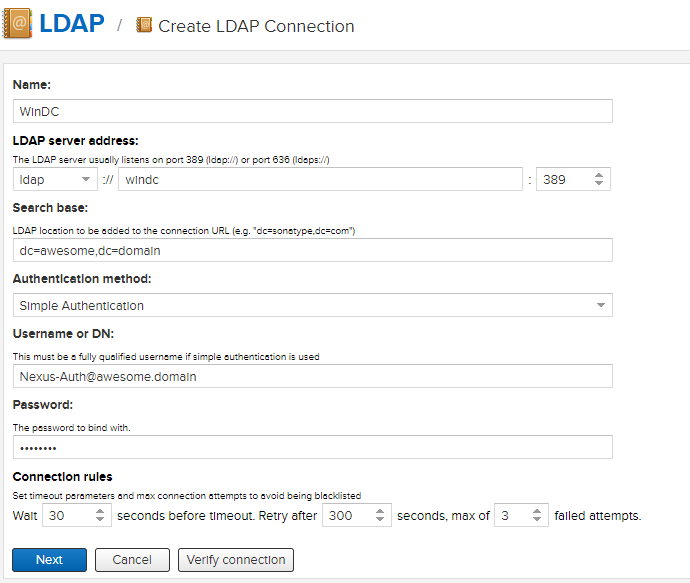 LDAP / Create LDAP Connection
Name:
WinDC
LDAP server address:
The LDAP server usually listens on port 389 (ldap://) or port 636 (ldaps://)
ldap :// windc : 389
Search base:
LDAP location to be added to the connection URL (e.g. "dc=sonatype,dc=com")
dc=awesome,dc=domain
Authentication method:
Simple Authentication
Username or DN:
This must be a fully qualified username if simple authentication is used
Nexus-Auth@awesome.domain
Password:
The password to bind with.
••••••••
Connection rules
Set timeout parameters and max connection attempts to avoid being blacklisted
Wait 30 seconds before timeout. Retry after 300 seconds, max of 3 failed attempts.
Next Cancel Verify connection